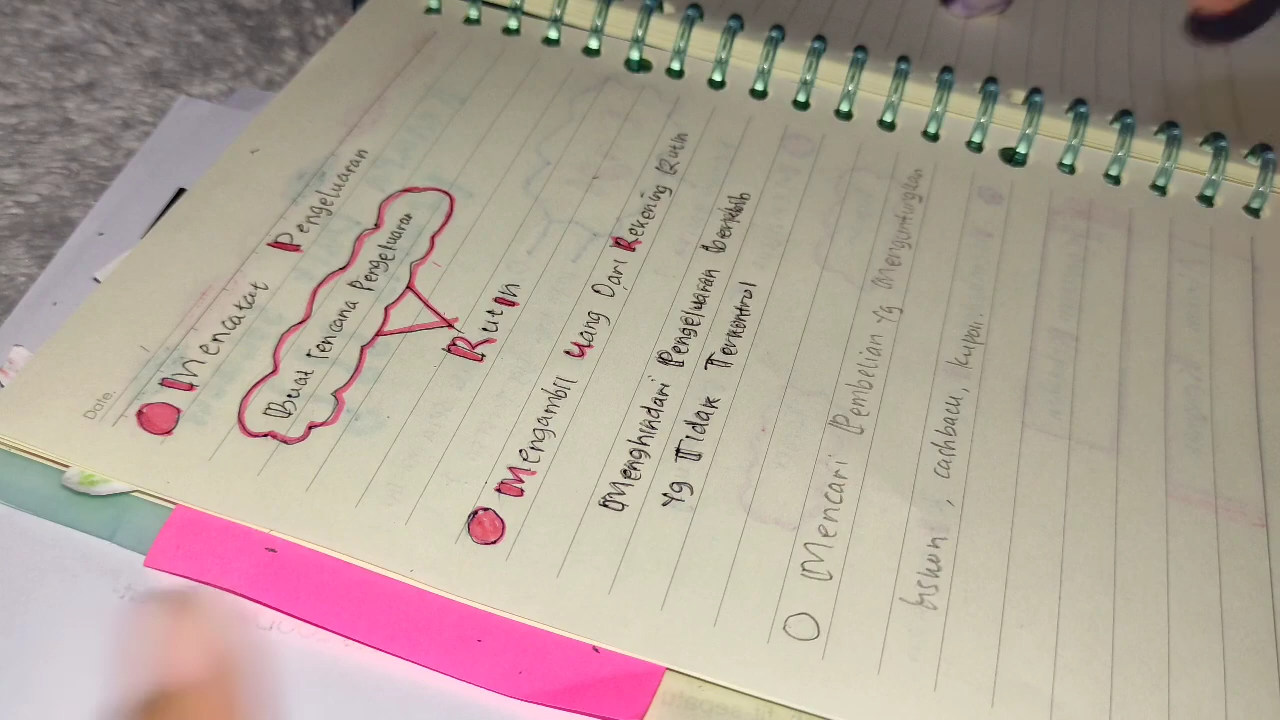 Date.
Mencatat Pengeluaran
Buat rencana Pengeluaran
Rutin
Mengambil Uang Dari Rekening Rutin
Menghindari Pengeluaran berlebih
Yg Tidak Terkontrol
Mencari Pembelian Yg Menguntungkan
diskon, cashback, kupon.